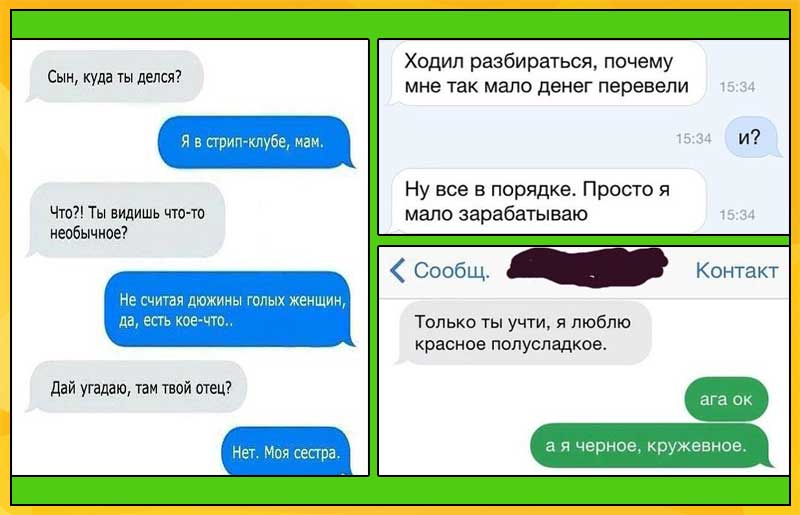 Сын, куда ты делся?
Я в стрип-клубе, мам.
Что?! Ты видишь что-то
необычное?
Не считая дюжины голых женщин,
да, есть кое-что..
Дай угадаю, там твой отец?
Нет. Моя сестра.
Ходил разбираться, почему
мне так мало денег перевели
15:34
15:34
и?
Ну все в порядке. Просто я
мало зарабатываю
15:34
Сообщ.
Контакт
Только ты учти, я люблю
красное полусладкое.
ага ок
а я черное, кружевное.